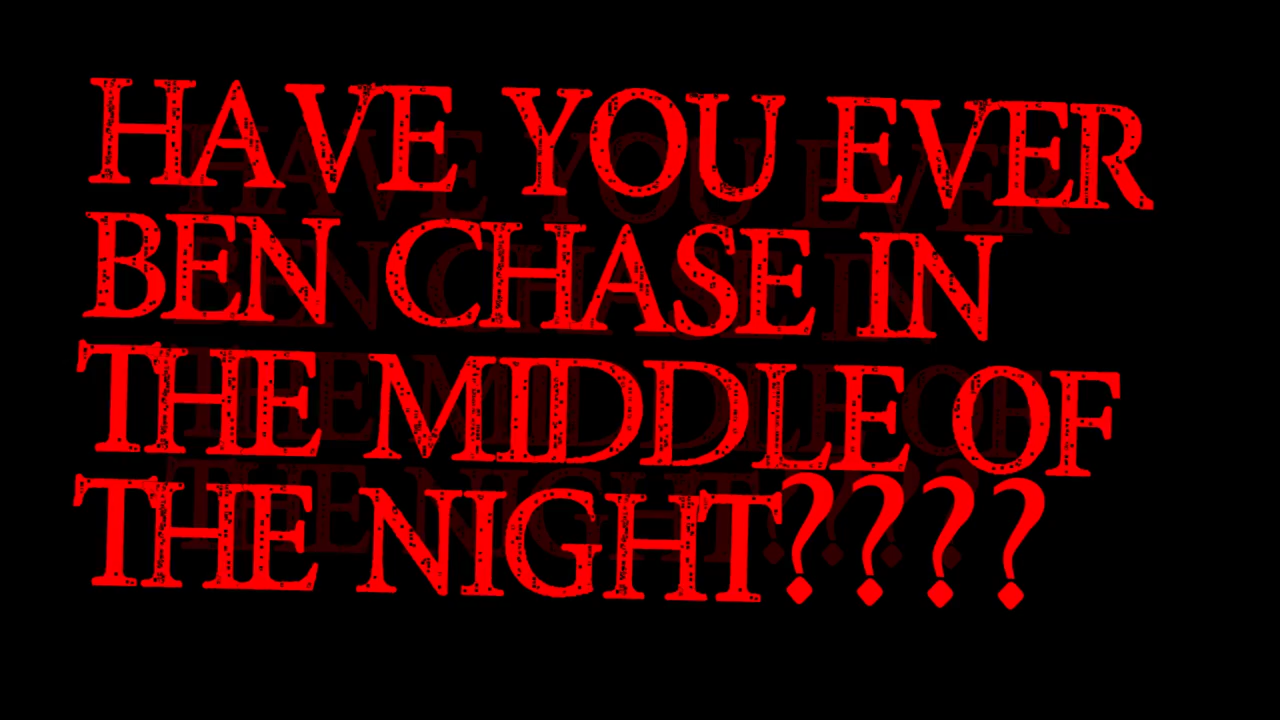 HAVE YOU EVER
BEN CHASE IN
THE MIDDLE OF
THE NIGHT????